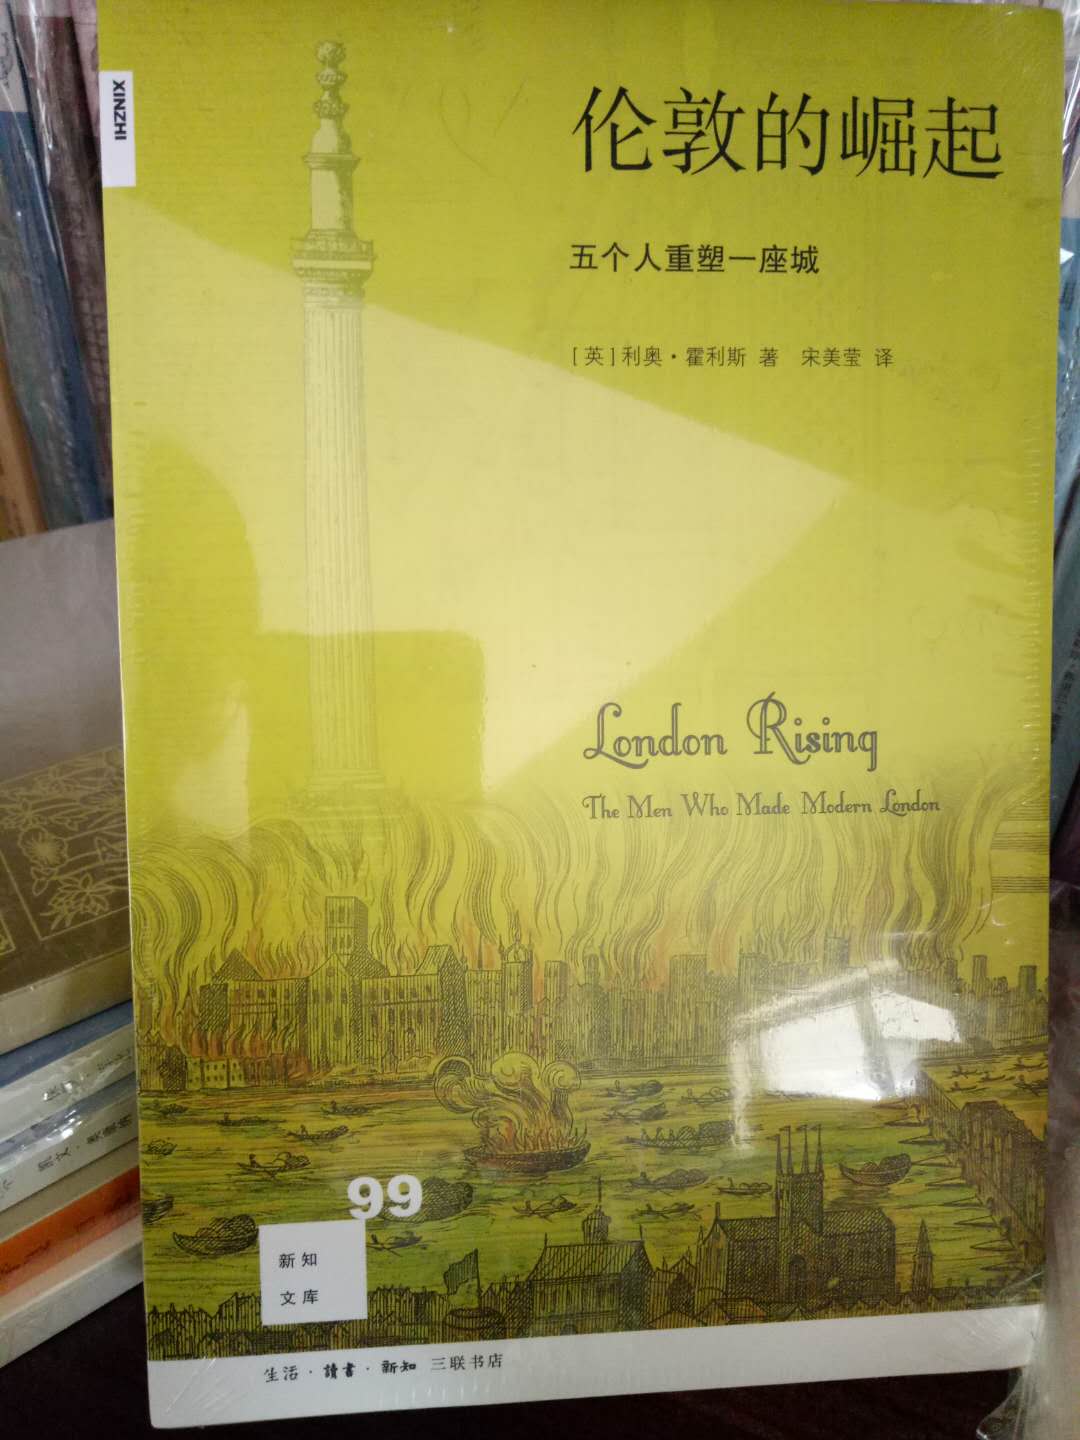 XINZHI
伦敦的崛起
五个人重塑一座城
[英]利奥·霍利斯 著 宋美莹 译
London Rising
The Men Who Made Modern London
99
新知
文库
生活·讀書·新知 三联书店